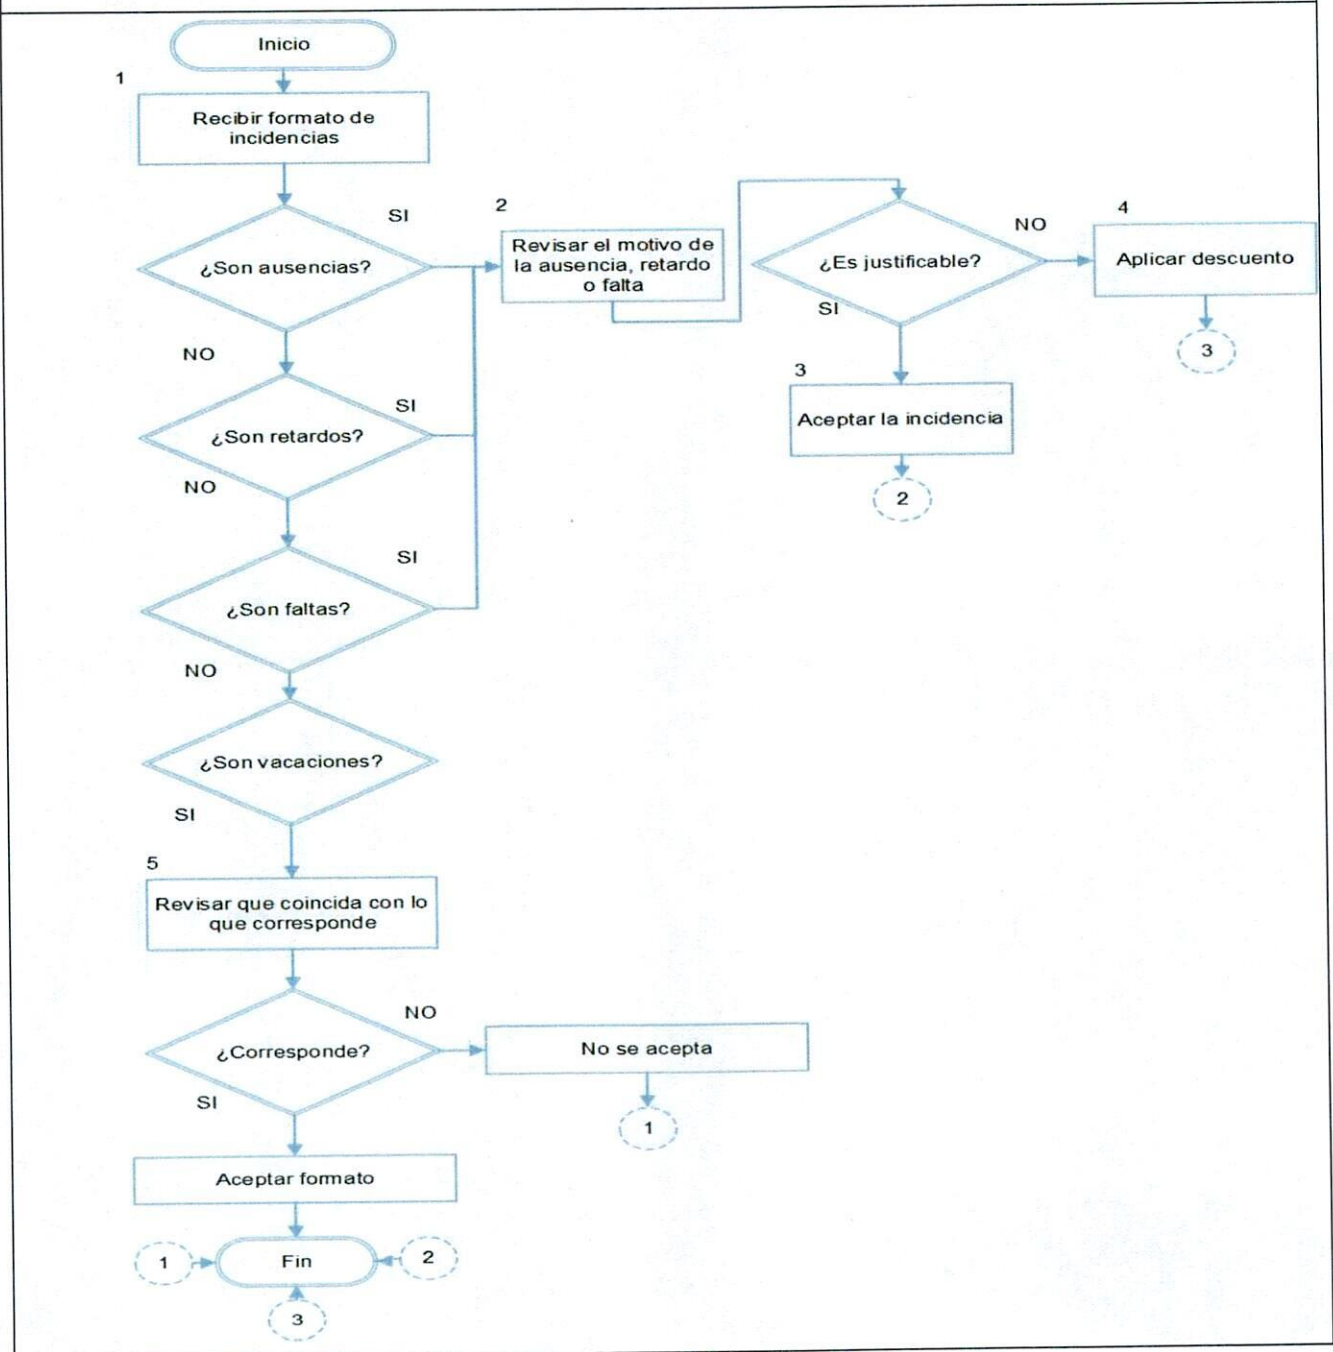 Inicio
1
Recibir formato de
incidencias
SI
¿Son ausencias?
NO
2
Revisar el motivo de
la ausencia, retardo
o falta
¿Es justificable?
NO
SI
4
Aplicar descuento
3
3
Aceptar la incidencia
2
SI
¿Son retardos?
NO
SI
¿Son faltas?
NO
¿Son vacaciones?
SI
5
Revisar que coincida con lo
que corresponde
NO
¿Corresponde?
SI
No se acepta
1
Aceptar formato
1
Fin
2
3